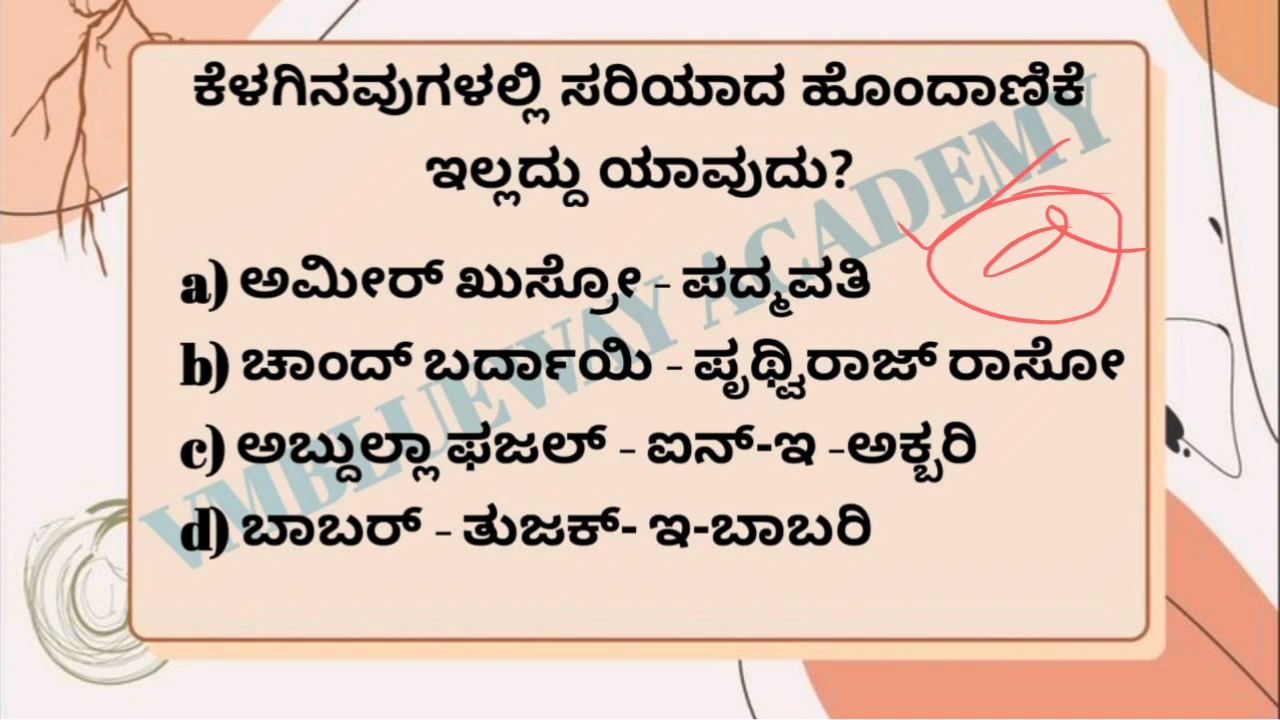 ಕೆಳಗಿನವುಗಳಲ್ಲಿ ಸರಿಯಾದ ಹೊಂದಾಣಿಕೆ
ಇಲ್ಲದ್ದು ಯಾವುದು?
a) ಅಮೀರ್ ಖುಸ್ರೋ - ಪದ್ಮವತಿ
b) ಚಾಂದ್ ಬರ್ದಾಯಿ - ಪೃಥ್ವಿರಾಜ್ ರಾಸೋ
c) ಅಬ್ದುಲ್ಲಾ ಫಜಲ್ - ಐನ್-ಇ -ಅಕ್ಬರಿ
d) ಬಾಬರ್ - ತುಜಕ್- ಇ-ಬಾಬರಿ
VMBLUEWAY ACADEMY